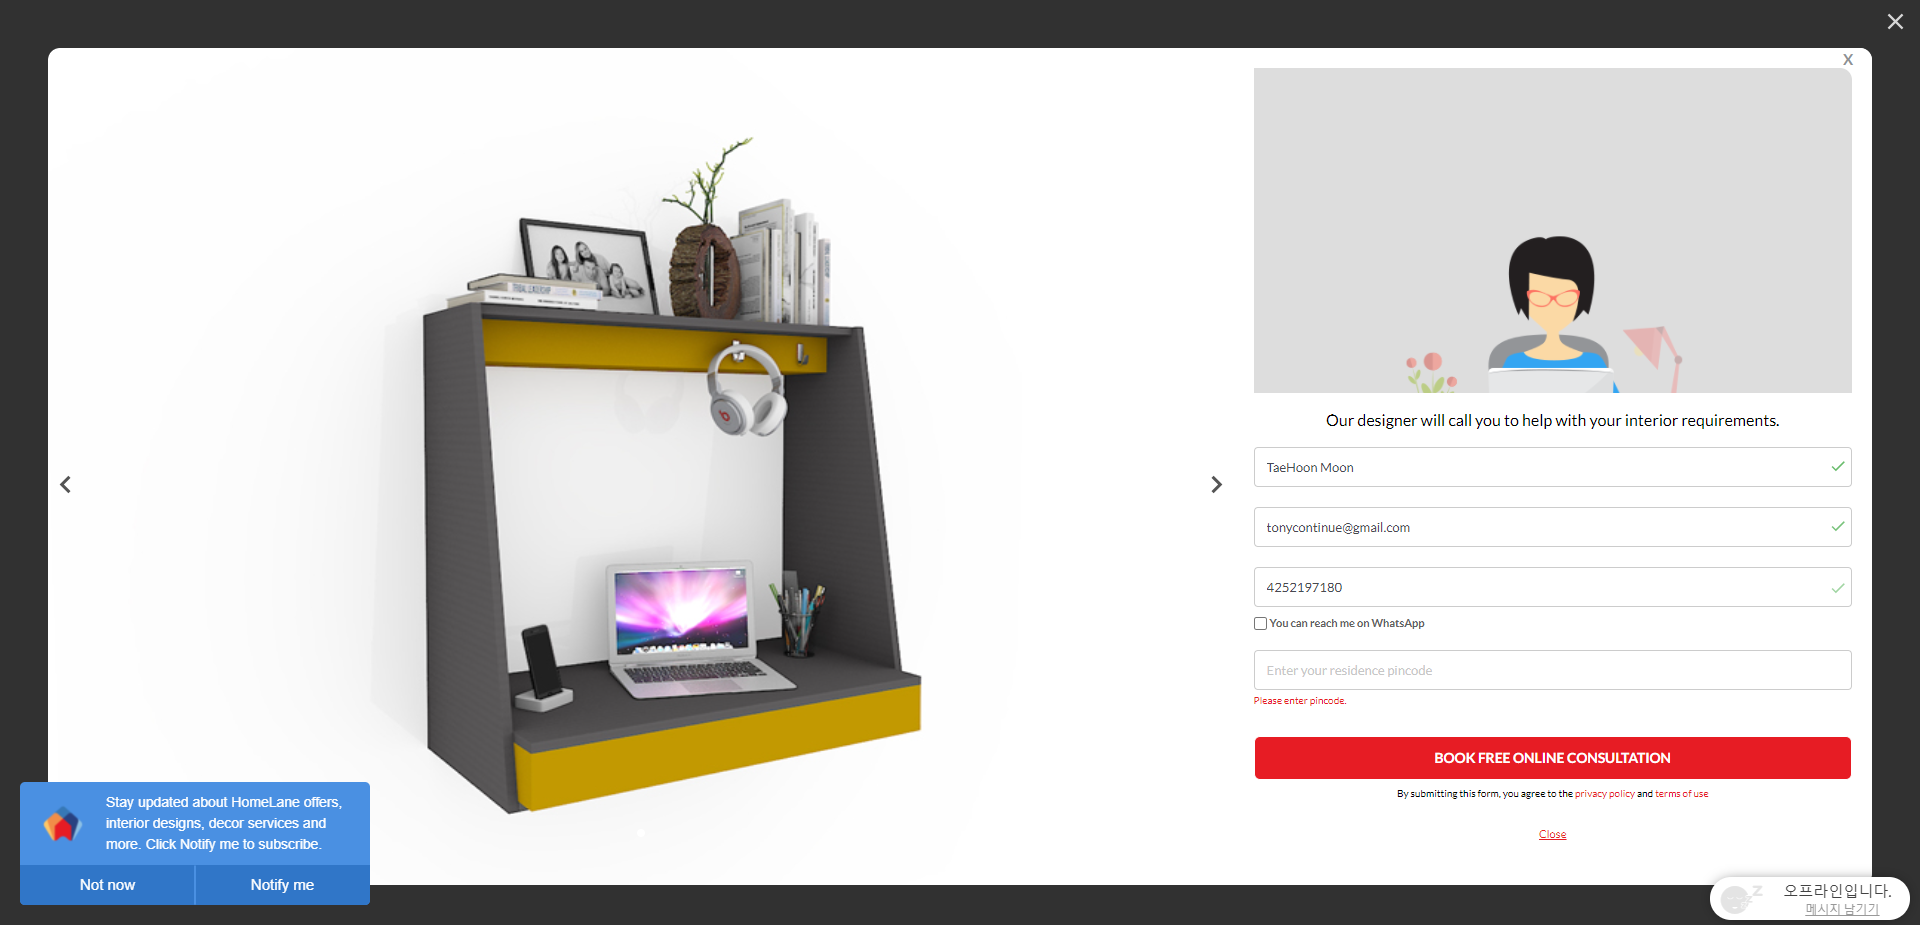 X
TRIBAL LEADERSHIP
Our designer will call you to help with your interior requirements.
TaeHoon Moon
tonycontinue@gmail.com
4252197180
You can reach me on WhatsApp
Enter your residence pincode
Please enter pincode.
BOOK FREE ONLINE CONSULTATION
By submitting this form, you agree to the privacy policy and terms of use
Close
Stay updated about HomeLane offers,
interior designs, decor services and
more. Click Notify me to subscribe.
Not now
Notify me
오프라인입니다.
메시지 남기기